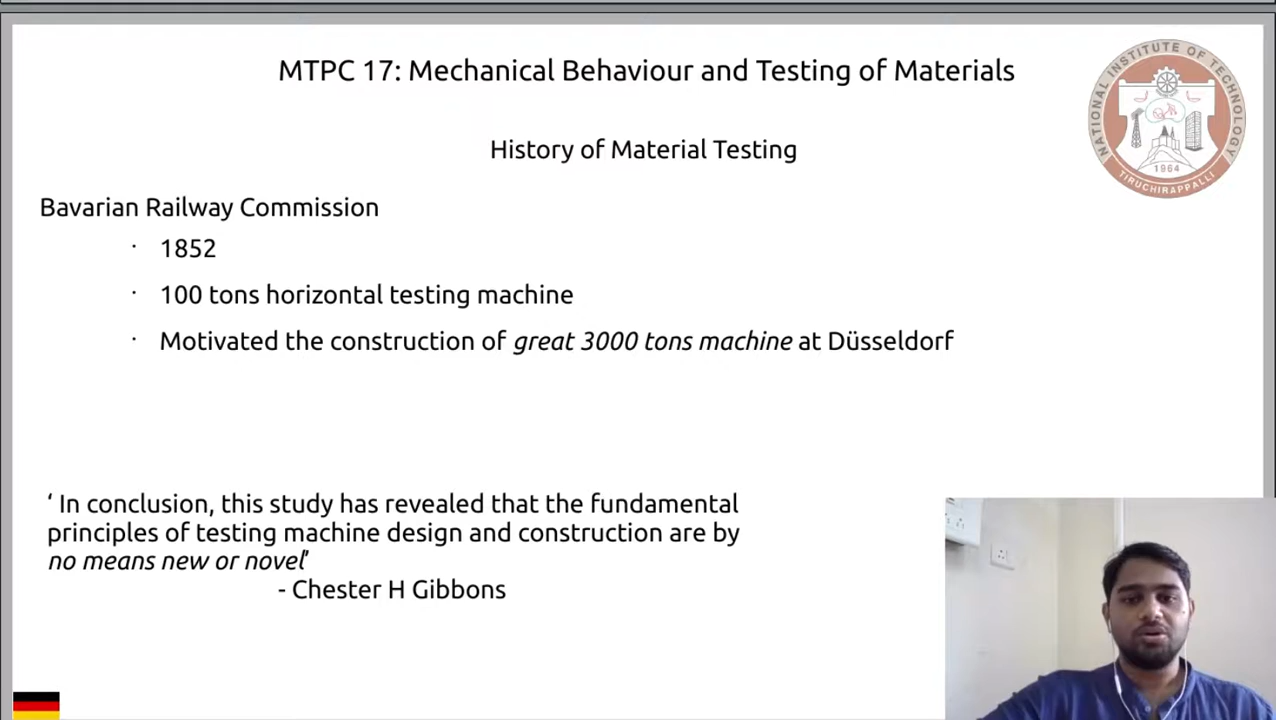 MTPC 17: Mechanical Behaviour and Testing of Materials
NATIONAL INSTITUTE OF TECHNOLOGY
1964
TIRUCHIRAPPALLI
History of Material Testing
Bavarian Railway Commission
· 1852
· 100 tons horizontal testing machine
· Motivated the construction of great 3000 tons machine at Düsseldorf
‘ In conclusion, this study has revealed that the fundamental
principles of testing machine design and construction are by
no means new or novel’
- Chester H Gibbons